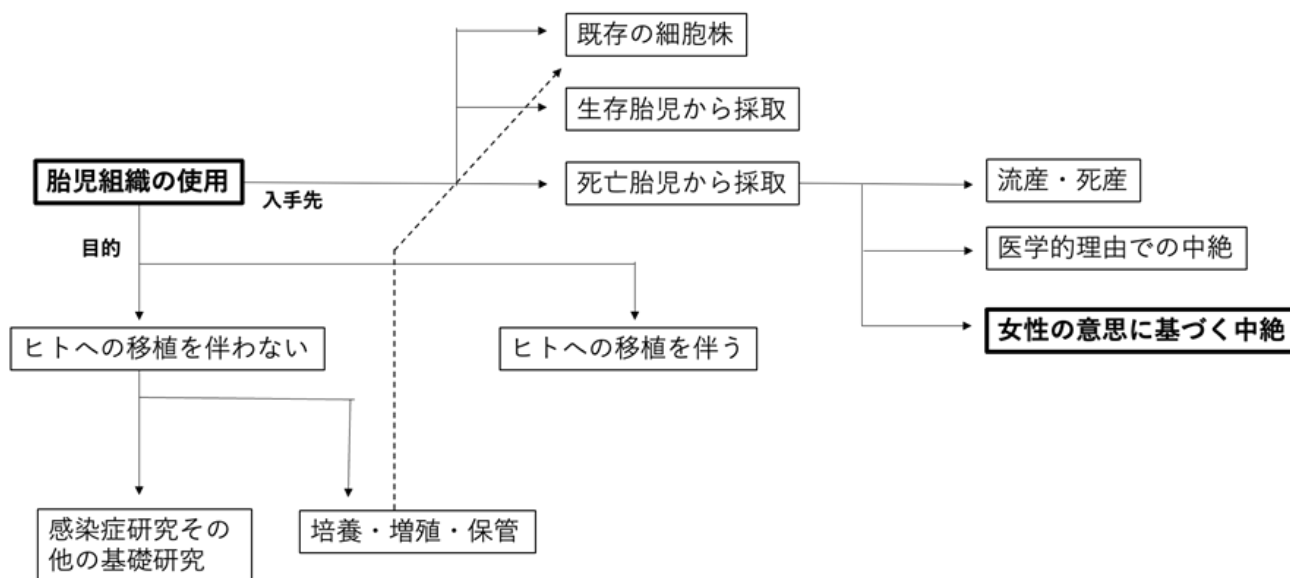 既存の細胞株
生存胎児から採取
胎児組織の使用
入手先
死亡胎児から採取
流産・死産
目的
医学的理由での中絶
女性の意思に基づく中絶
ヒトへの移植を伴わない
ヒトへの移植を伴う
感染症研究その
他の基礎研究
培養・増殖・保管